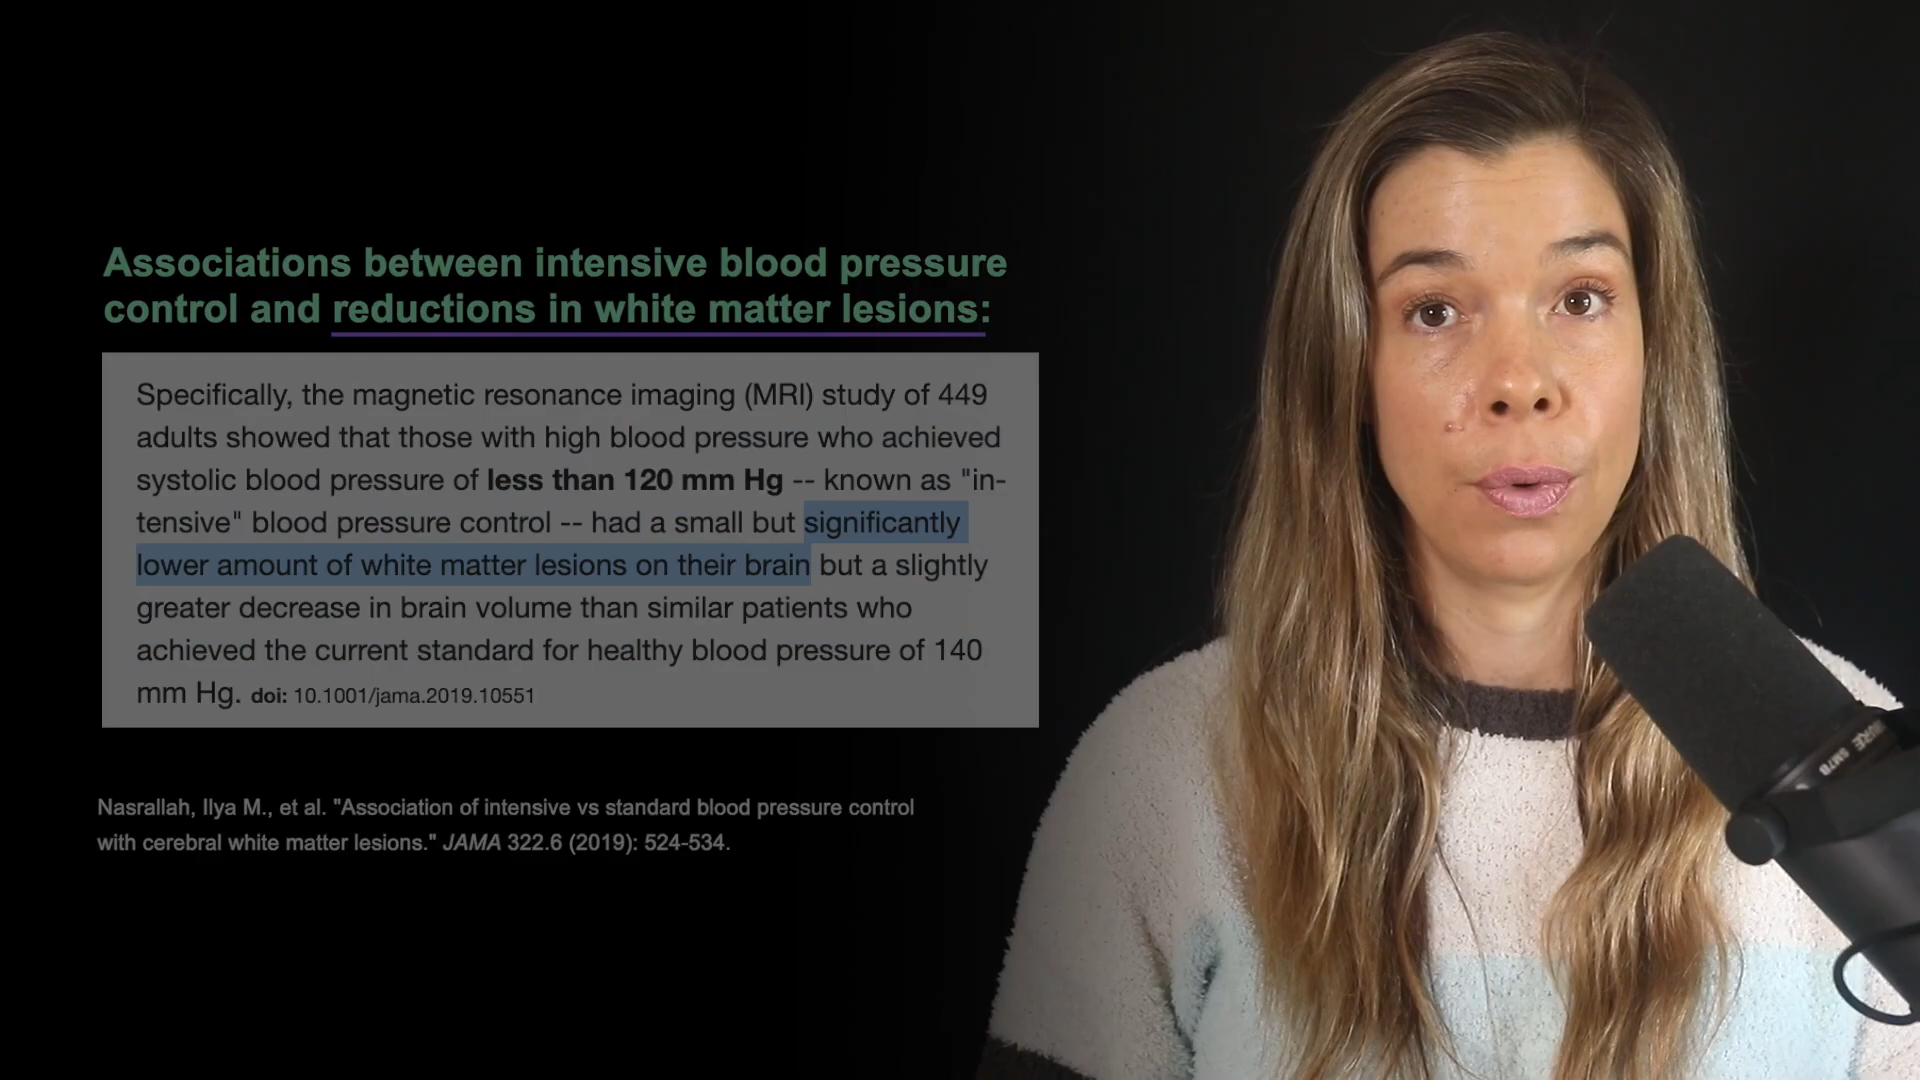 Associations between intensive blood pressure
control and reductions in white matter lesions:
Specifically, the magnetic resonance imaging (MRI) study of 449
adults showed that those with high blood pressure who achieved
systolic blood pressure of less than 120 mm Hg -- known as "in-
tensive" blood pressure control -- had a small but significantly
lower amount of white matter lesions on their brain but a slightly
greater decrease in brain volume than similar patients who
achieved the current standard for healthy blood pressure of 140
mm Hg. doi: 10.1001/jama.2019.10551
Nasrallah, Ilya M., et al. "Association of intensive vs standard blood pressure control
with cerebral white matter lesions." JAMA 322.6 (2019): 524-534.
SHURE SM7B